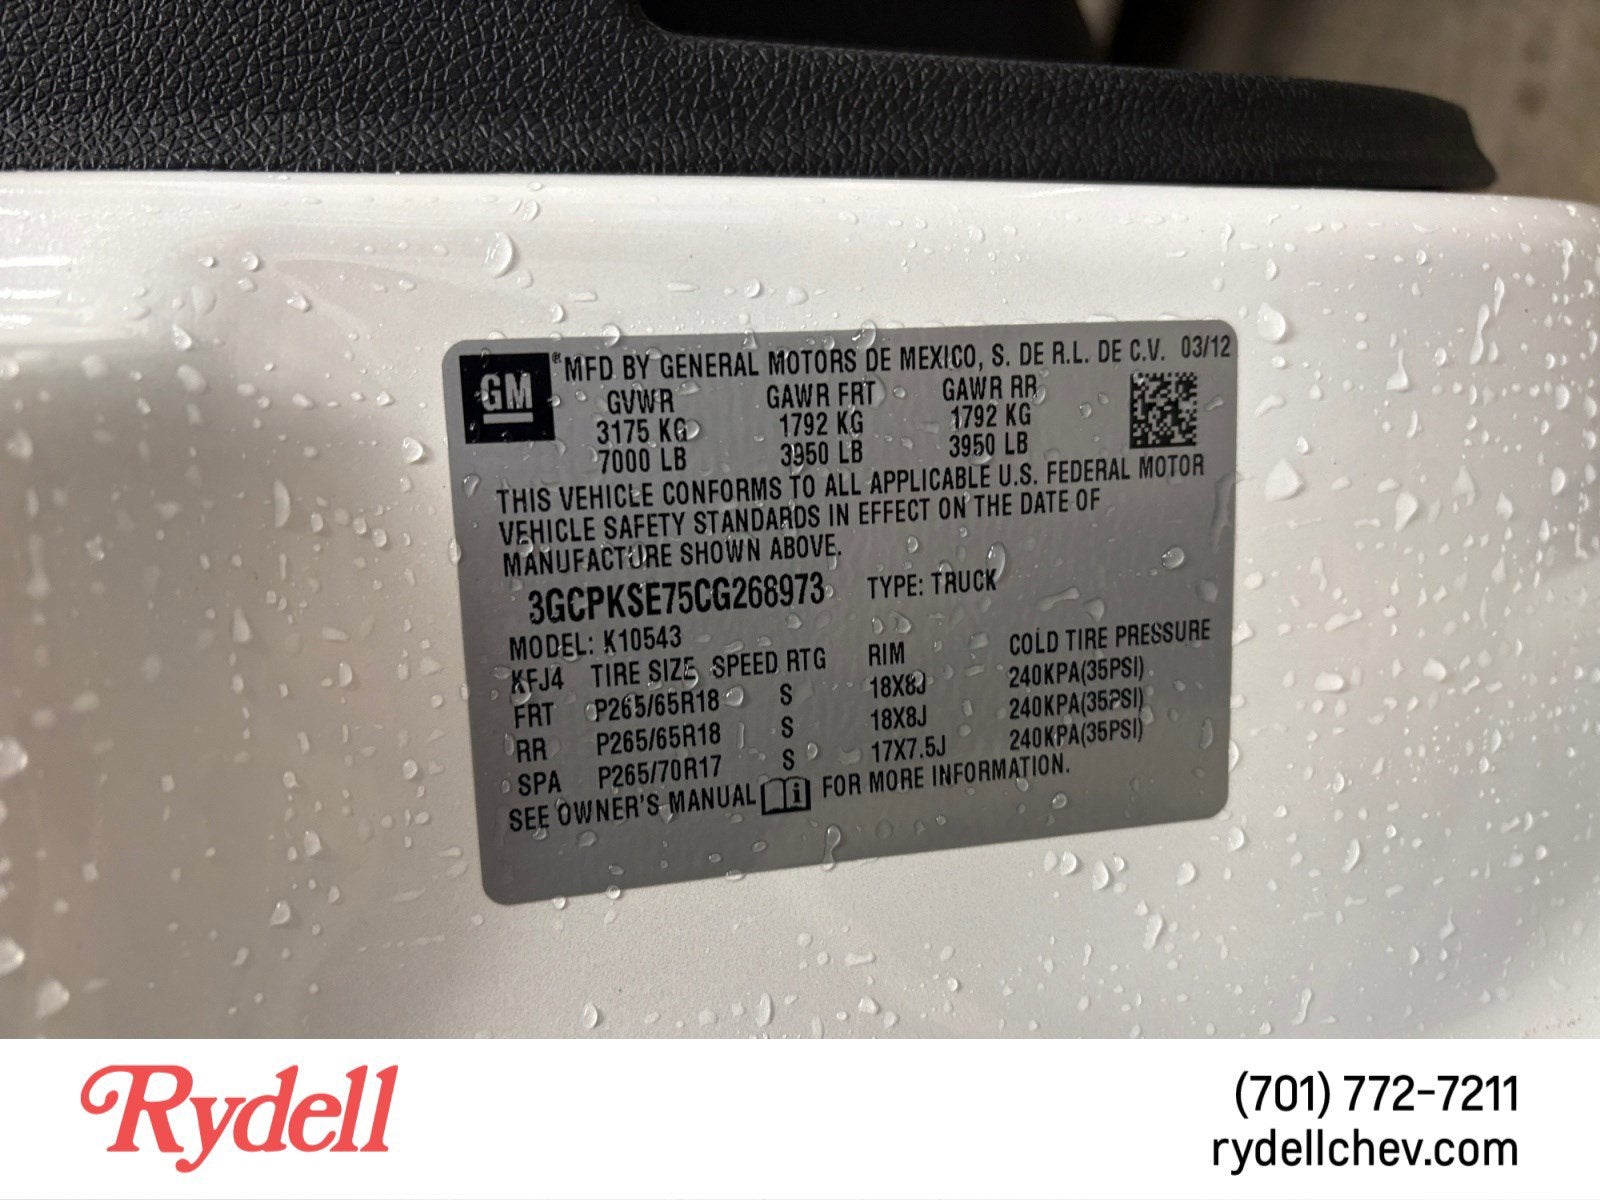 GM
® MFD BY GENERAL MOTORS DE MEXICO, S. DE R.L. DE C.V. 03/12
GVWR GAWR FRT GAWR RR
3175 KG 1792 KG 1792 KG
7000 LB 3950 LB 3950 LB
THIS VEHICLE CONFORMS TO ALL APPLICABLE U.S. FEDERAL MOTOR
VEHICLE SAFETY STANDARDS IN EFFECT ON THE DATE OF
MANUFACTURE SHOWN ABOVE.
3GCPKSE75CG268973 TYPE: TRUCK
MODEL: K10543
KFJ4 TIRE SIZE SPEED RTG RIM COLD TIRE PRESSURE
FRT P265/65R18 S 18X8J 240KPA(35PSI)
RR P265/65R18 S 18X8J 240KPA(35PSI)
SPA P265/70R17 S 17X7.5J 240KPA(35PSI)
SEE OWNER'S MANUAL i FOR MORE INFORMATION.
Rydell
(701) 772-7211
rydellchev.com